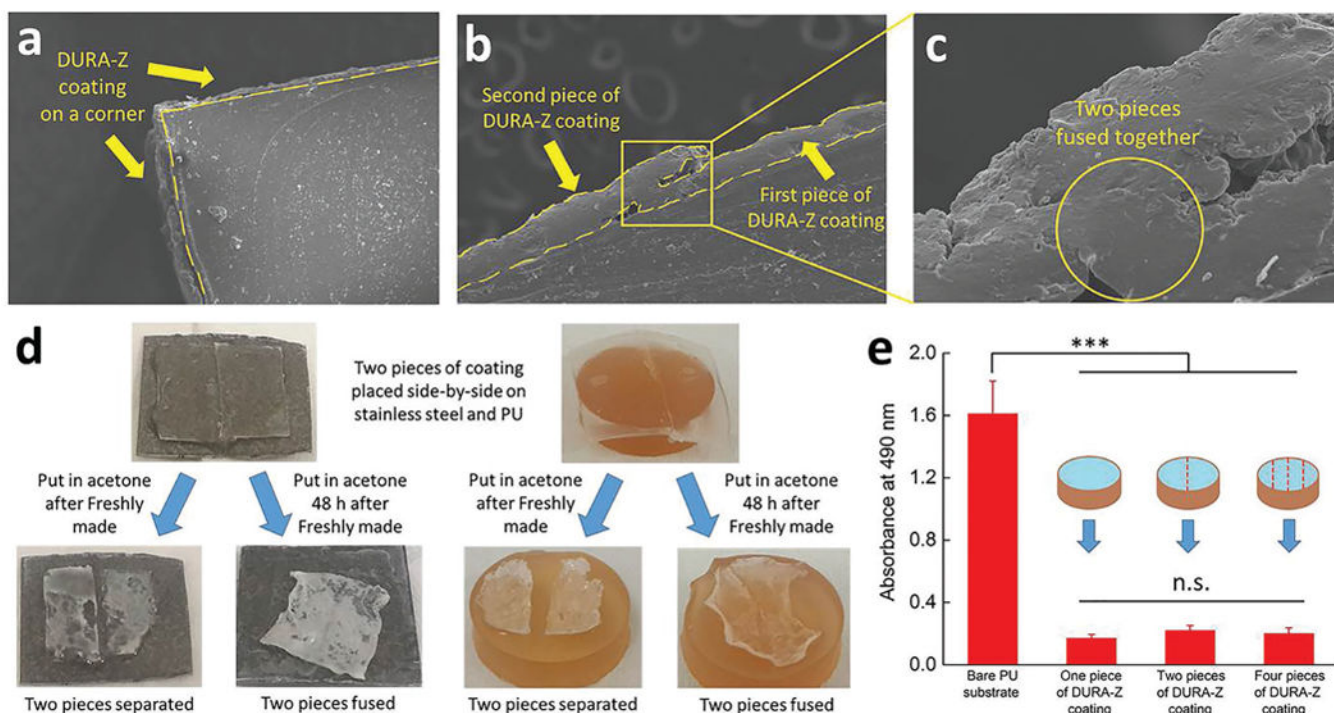 a
DURA-Z
coating
on a corner
b
Second piece of
DURA-Z coating
First piece of
DURA-Z coating
c
Two pieces
fused together
d
Two pieces of coating
placed side-by-side on
stainless steel and PU
Put in acetone
after Freshly
made
Put in acetone
48 h after
Freshly made
Put in acetone
after Freshly
made
Put in acetone
48 h after
Freshly made
Two pieces separated
Two pieces fused
Two pieces separated
Two pieces fused
e
Absorbance at 490 nm
2.0
1.6
1.2
0.8
0.4
0.0
***
n.s.
Bare PU
substrate
One piece
of DURA-Z
coating
Two pieces
of DURA-Z
coating
Four pieces
of DURA-Z
coating